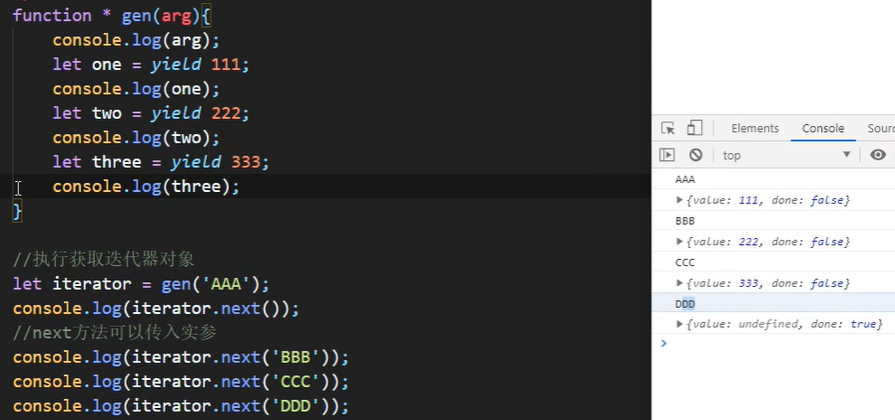 function * gen(arg){
    console.log(arg);
    let one = yield 111;
    console.log(one);
    let two = yield 222;
    console.log(two);
    let three = yield 333;
    console.log(three);
}
//执行获取迭代器对象
let iterator = gen('AAA');
console.log(iterator.next());
//next方法可以传入实参
console.log(iterator.next('BBB'));
console.log(iterator.next('CCC'));
console.log(iterator.next('DDD'));
Elements Console Sour
top
AAA
{value: 111, done: false}
BBB
{value: 222, done: false}
CCC
{value: 333, done: false}
DDD
{value: undefined, done: true}